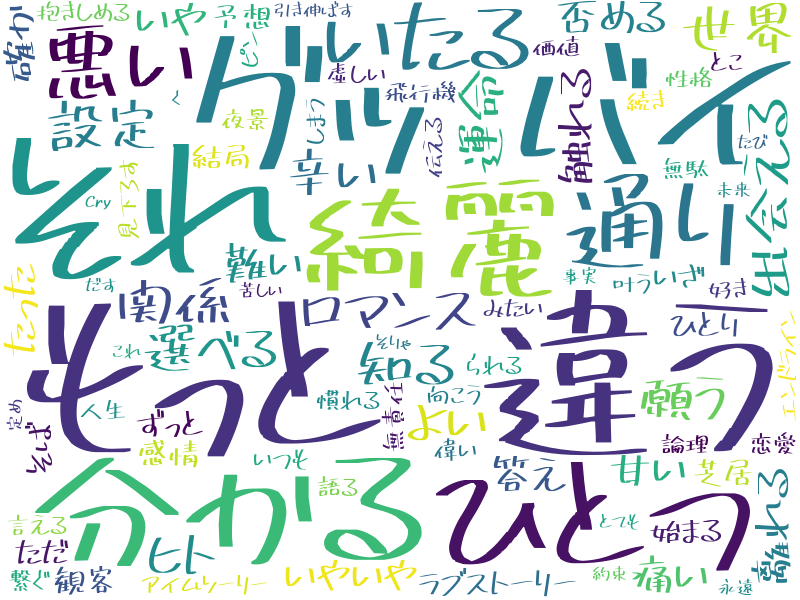 抱きしめる
いや
予想
引き伸ばす
確か
悪い
ピン
グッバイ
いたる
否める
価値
世界
とこ
虚しい
飛行機
性格
設定
く
夜景
しまう
辛い
伝える
運命
触れる
続き
出会える
たび
結局
見下ろす
無駄
未来
Cry
それ
綺麗
通り
難い
だす
苦しい
事実
叶う
いざ
好き
たった
関係
ロマンス
みたい
ひとり
エンドライン
選べる
そりゃ
これ
知る
られる
もっと
違う
願う
定め
人生
ずっと
慣れる
無責任
向こう
よい
そば
感情
いつも
偉い
論理
恋愛
分かる
語る
答え
ひとつ
甘い
芝居
離れる
言える
とても
始まる
ただ
ヒト
繋ぐ
観客
アイムソーリー
いやいや
ラブストーリー
約束
痛い
永遠